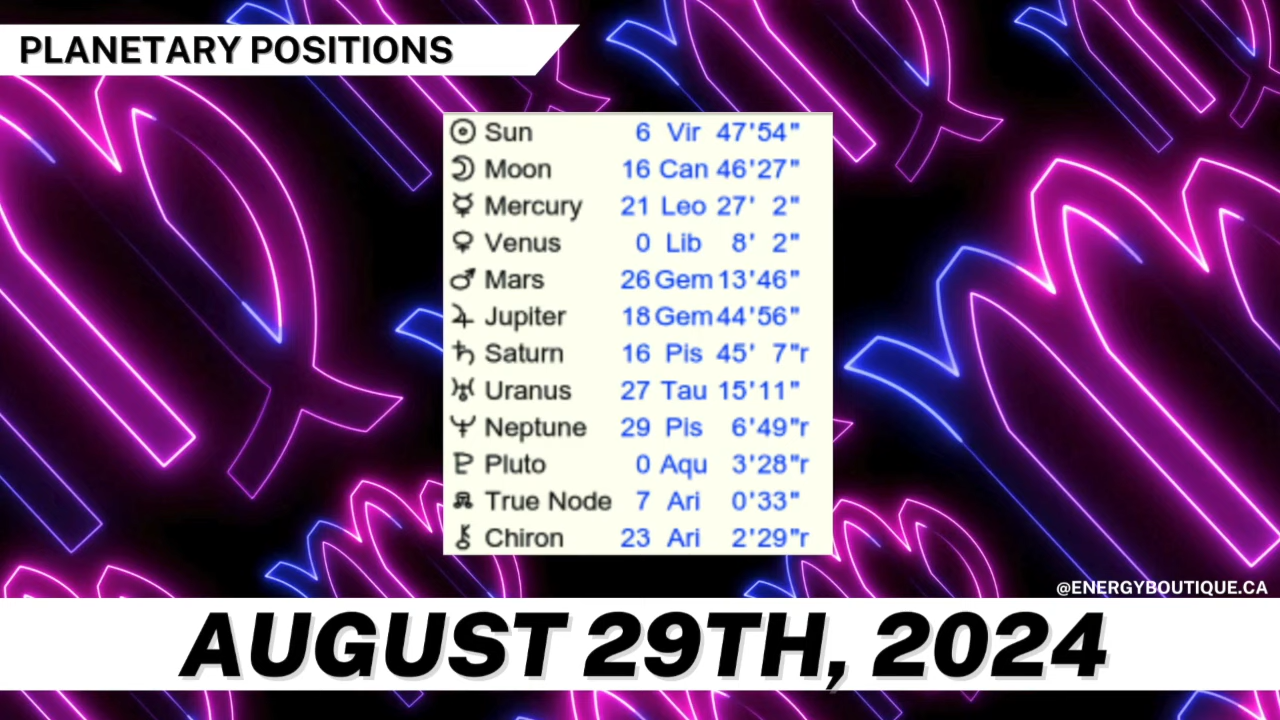 PLANETARY POSITIONS
Sun 6 Vir 47'54"
Moon 16 Can 46'27"
Mercury 21 Leo 27' 2"
Venus 0 Lib 8' 2"
Mars 26 Gem 13'46"
Jupiter 18 Gem 44'56"
Saturn 16 Pis 45' 7"r
Uranus 27 Tau 15'11"
Neptune 29 Pis 6'49"r
Pluto 0 Aqu 3'28"r
True Node 7 Ari 0'33"
Chiron 23 Ari 2'29"r
@ENERGYBOUTIQUE.CA
AUGUST 29TH, 2024